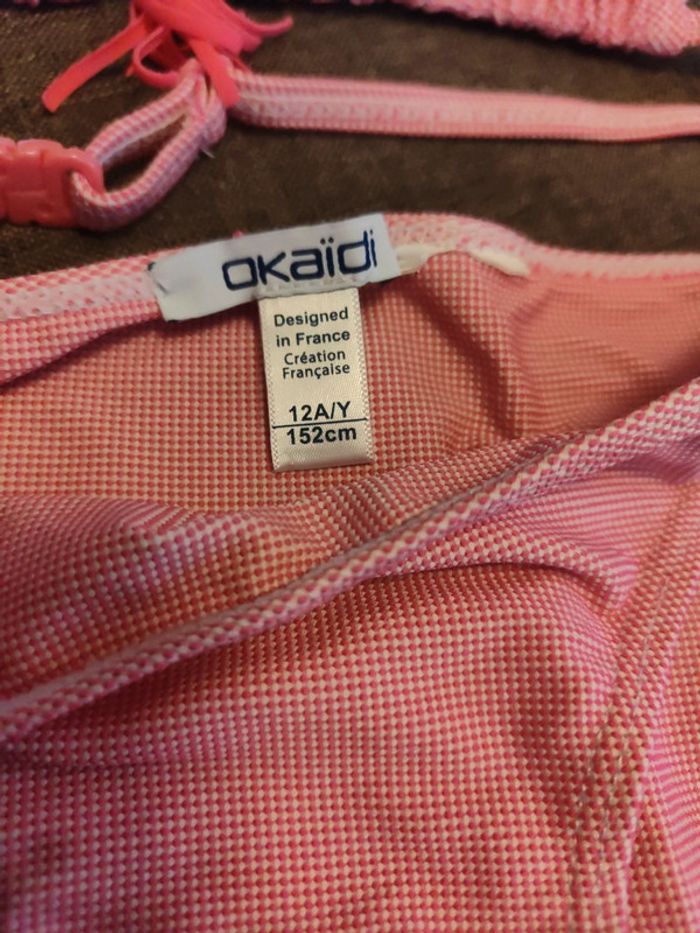 okaïdi
Designed
in France
Création
Française
12A/Y
152cm